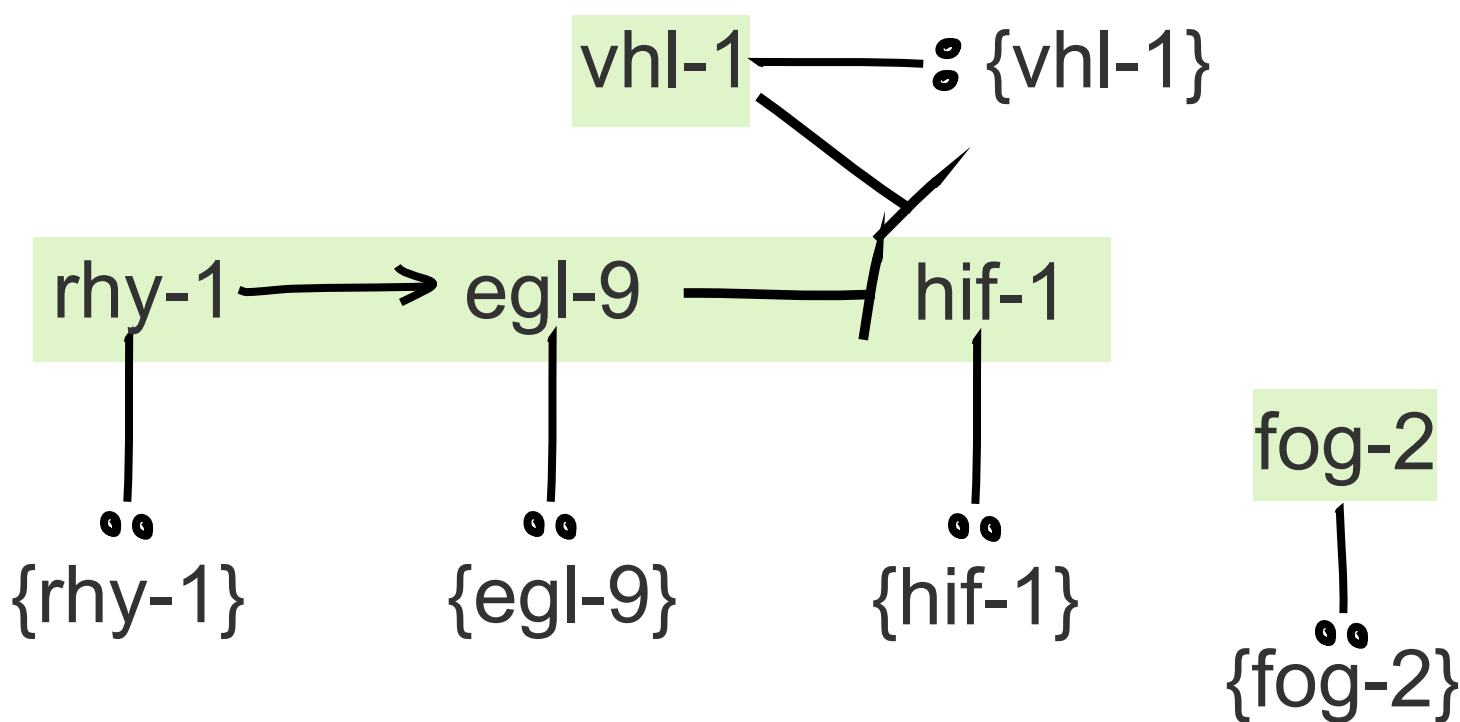 vhl-1 {vhl-1}
rhy-1 egl-9 hif-1
fog-2
{rhy-1} {egl-9} {hif-1}
{fog-2}